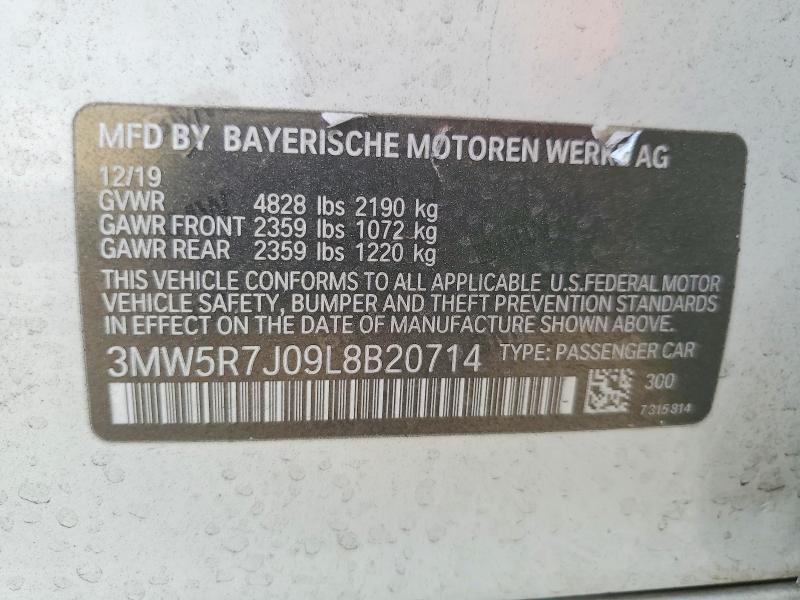 MFD BY BAYERISCHE MOTOREN WERKE AG
12/19
GVWR 4828 lbs 2190 kg
GAWR FRONT 2359 lbs 1072 kg
GAWR REAR 2359 lbs 1220 kg
THIS VEHICLE CONFORMS TO ALL APPLICABLE U.S.FEDERAL MOTOR
VEHICLE SAFETY, BUMPER AND THEFT PREVENTION STANDARDS
IN EFFECT ON THE DATE OF MANUFACTURE SHOWN ABOVE.
3MW5R7J09L8B20714 TYPE: PASSENGER CAR
300
7315814